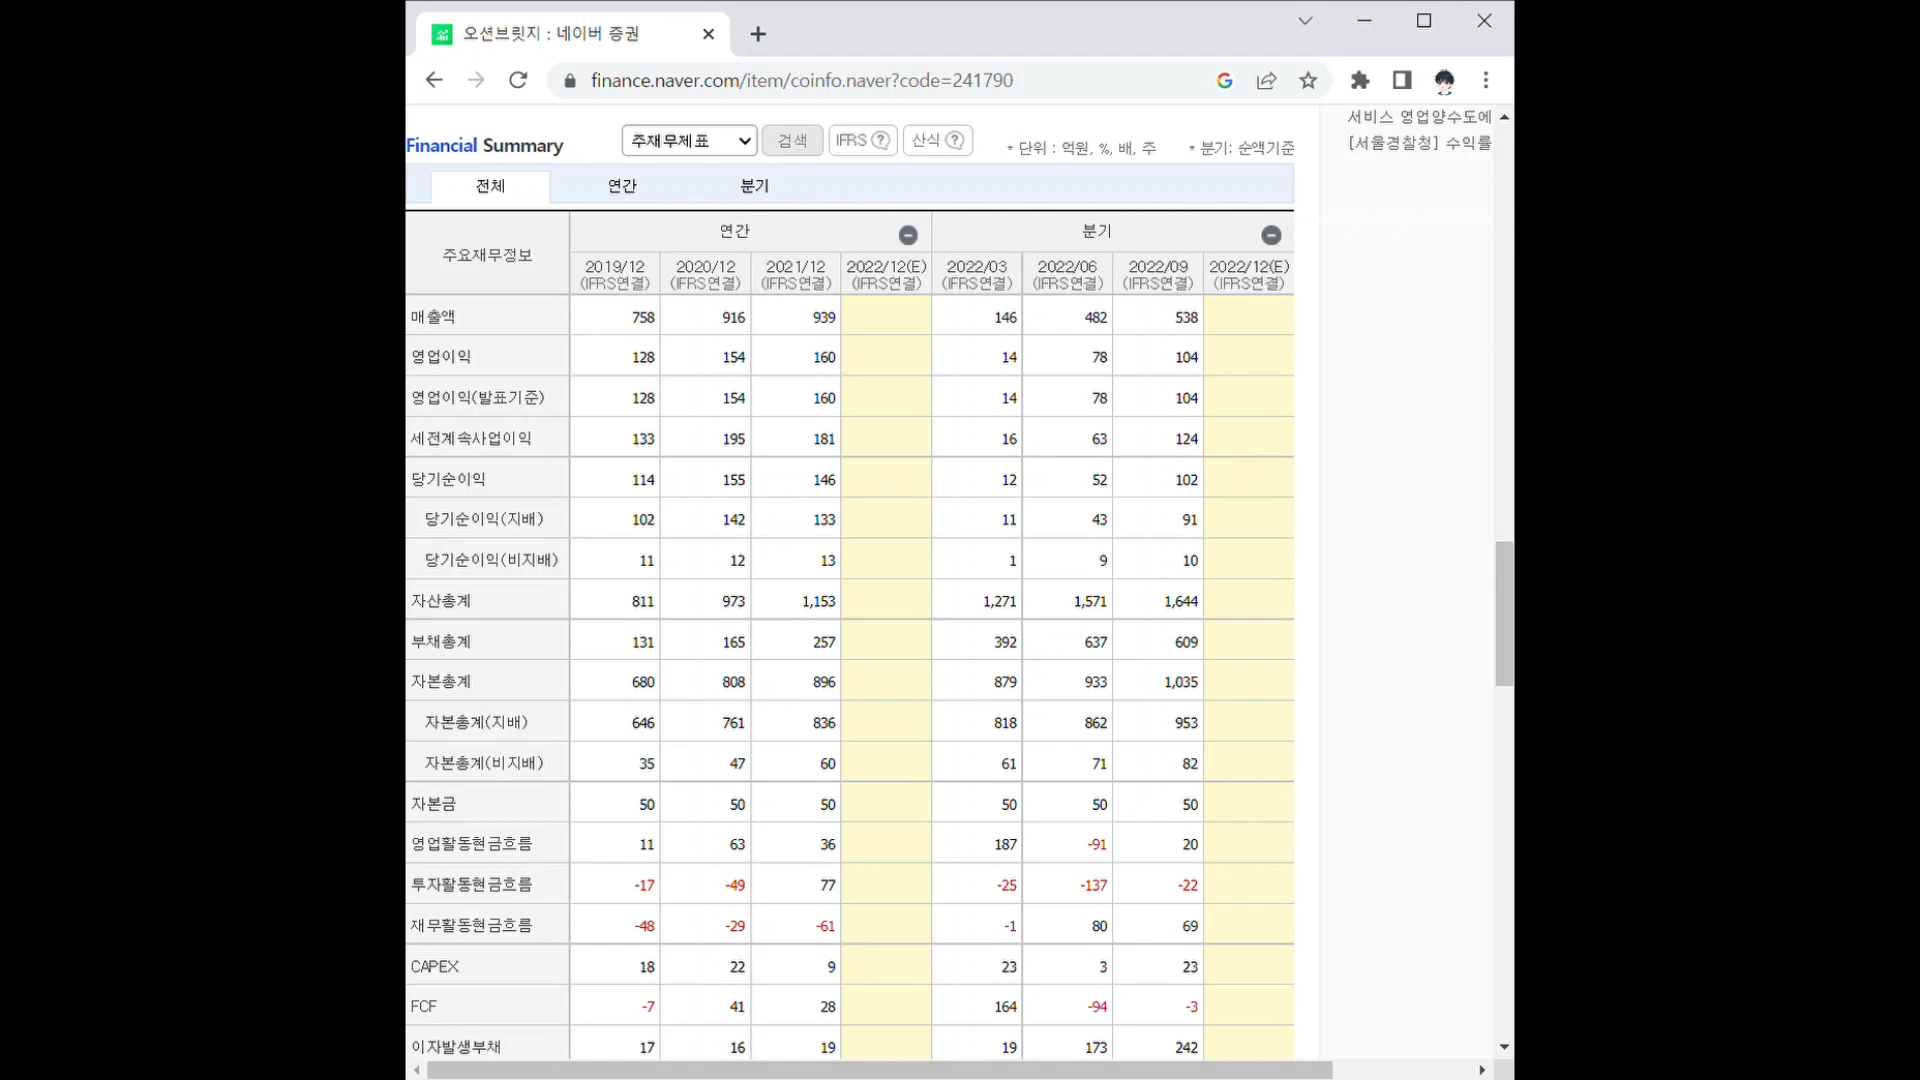 오션브릿지 : 네이버 증권
finance.naver.com/item/coinfo.naver?code=241790
서비스 영업양수도에
[서울경찰청] 수익률
Financial Summary 주재무제표 검색 IFRS ? 산식 ? * 단위 : 억원, %, 배, 주 * 분기: 순액기준
전체 연간 분기
주요재무정보 연간 분기
2019/12 2020/12 2021/12 2022/12(E) 2022/03 2022/06 2022/09 2022/12(E)
(IFRS연결) (IFRS연결) (IFRS연결) (IFRS연결) (IFRS연결) (IFRS연결) (IFRS연결) (IFRS연결)
매출액 758 916 939 146 482 538
영업이익 128 154 160 14 78 104
영업이익(발표기준) 128 154 160 14 78 104
세전계속사업이익 133 195 181 16 63 124
당기순이익 114 155 146 12 52 102
당기순이익(지배) 102 142 133 11 43 91
당기순이익(비지배) 11 12 13 1 9 10
자산총계 811 973 1,153 1,271 1,571 1,644
부채총계 131 165 257 392 637 609
자본총계 680 808 896 879 933 1,035
자본총계(지배) 646 761 836 818 862 953
자본총계(비지배) 35 47 60 61 71 82
자본금 50 50 50 50 50 50
영업활동현금흐름 11 63 36 187 -91 20
투자활동현금흐름 -17 -49 77 -25 -137 -22
재무활동현금흐름 -48 -29 -61 -1 80 69
CAPEX 18 22 9 23 3 23
FCF -7 41 28 164 -94 -3
이자발생부채 17 16 19 19 173 242